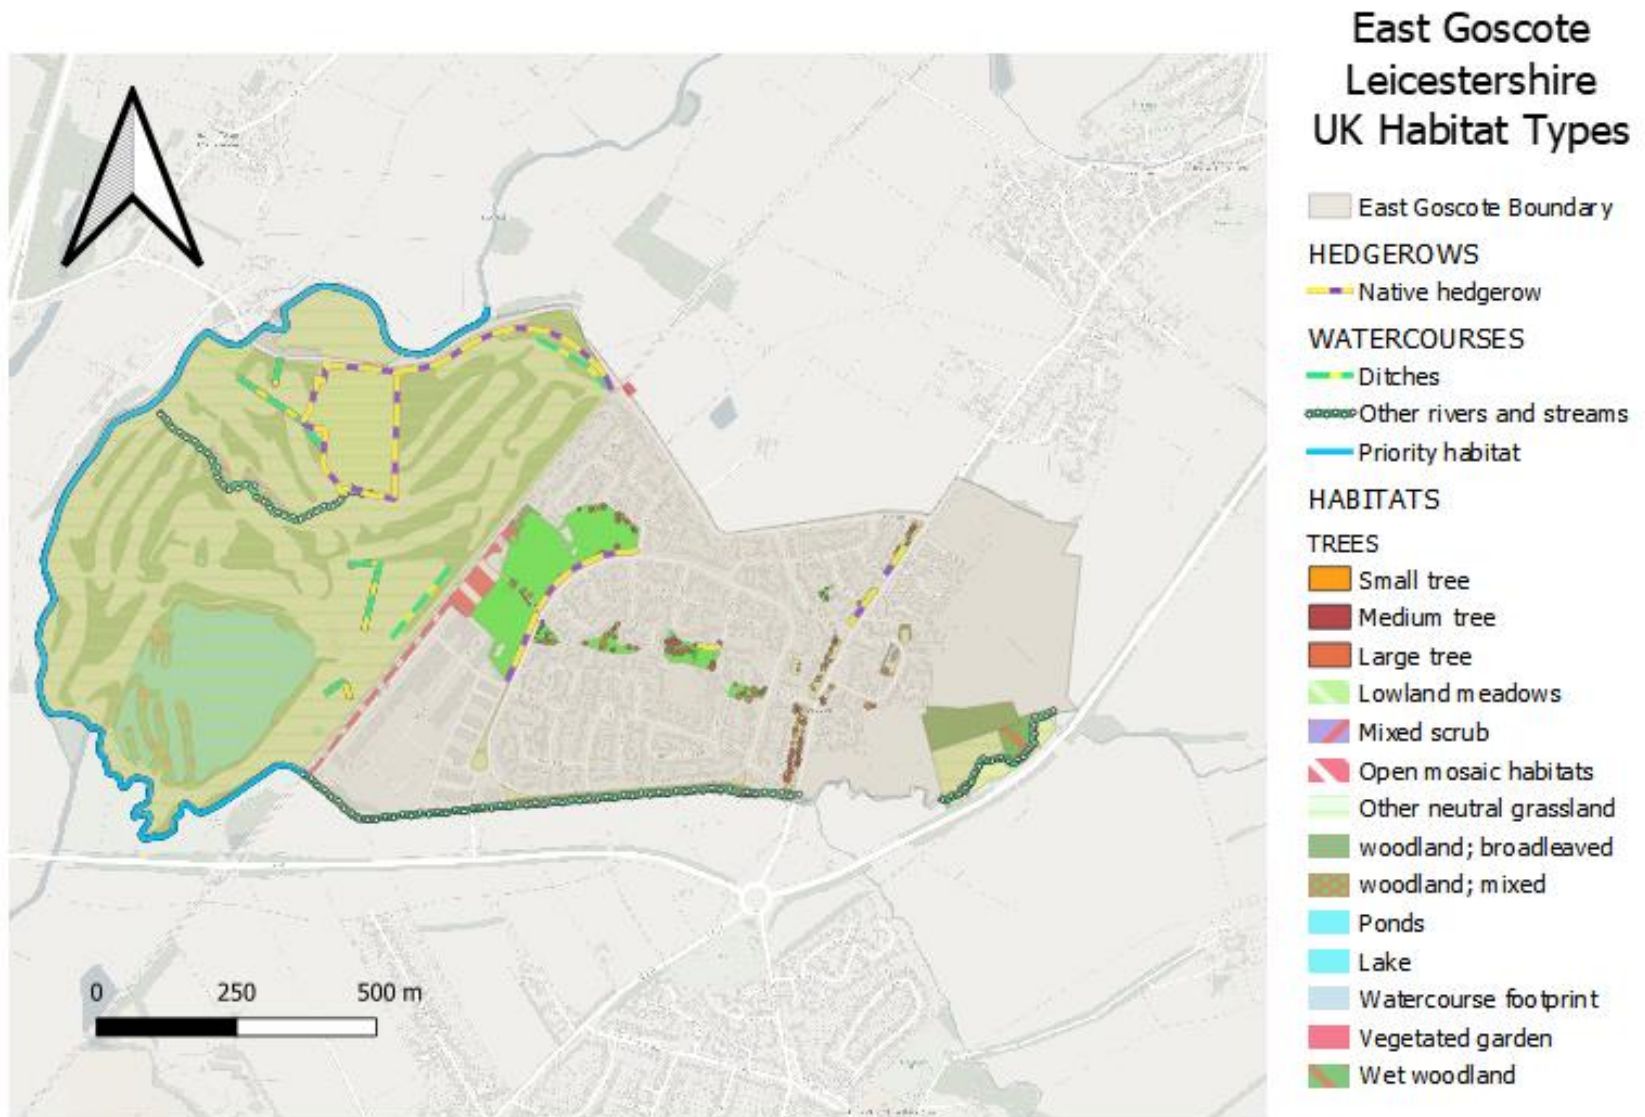 East Goscote
Leicestershire
UK Habitat Types
East Goscote Boundary
HEDGEROWS
Native hedgerow
WATERCOURSES
Ditches
Other rivers and streams
Priority habitat
HABITATS
TREES
Small tree
Medium tree
Large tree
Lowland meadows
Mixed scrub
Open mosaic habitats
Other neutral grassland
woodland; broadleaved
woodland; mixed
Ponds
Lake
Watercourse footprint
Vegetated garden
Wet woodland
0 250 500 m